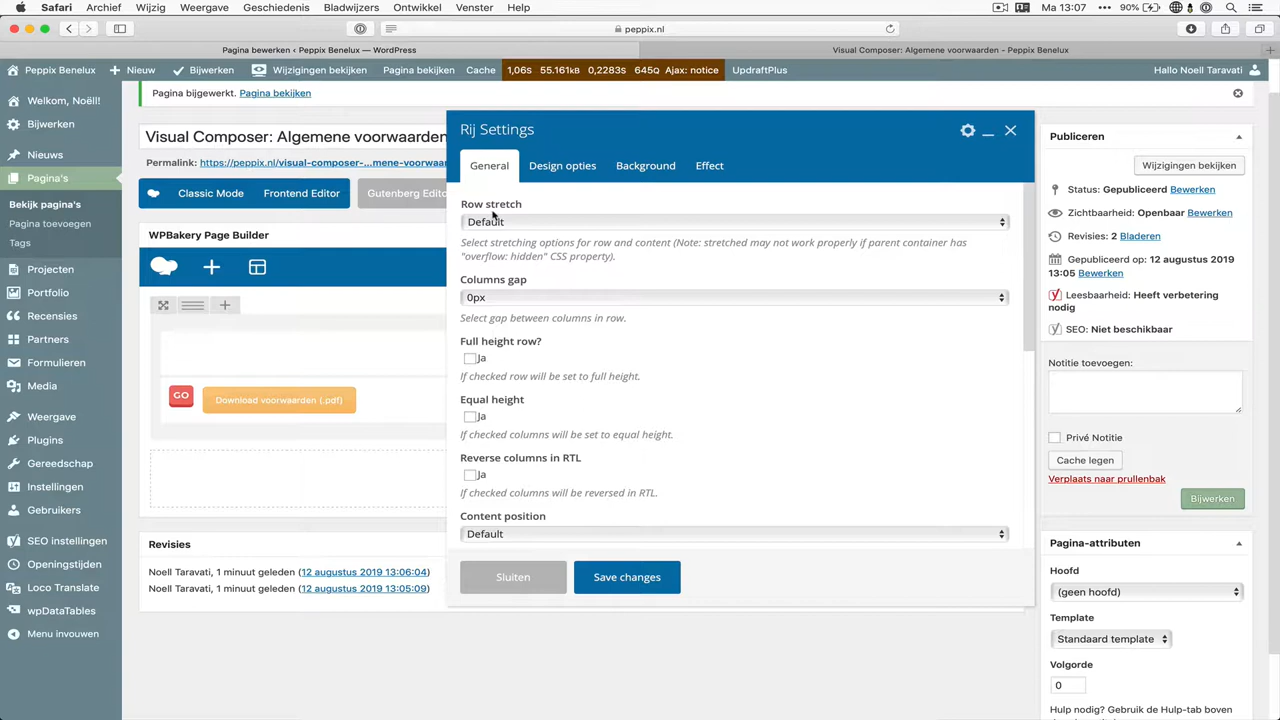 Safari Archief Wijzig Weergave Geschiedenis Bladwijzers Ontwikkel Venster Help
90% Ma 13:07
peppix.nl
Pagina bewerken ‹ Peppix Benelux — WordPress
Visual Composer: Algemene voorwaarden – Peppix Benelux
Peppix Benelux Nieuw Bijwerken Wijzigingen bekijken Pagina bekijken Cache 1,06S 55.161kB 0,2283S 645Q Ajax: notice UpdraftPlus Hallo Noell Taravati
Welkom, Noëll!
Bijwerken
Nieuws
Pagina's
Bekijk pagina's
Pagina toevoegen
Tags
Projecten
Portfolio
Recensies
Partners
Formulieren
Media
Weergave
Plugins
Gereedschap
Instellingen
Gebruikers
SEO instellingen
Openingstijden
Loco Translate
wpDataTables
Menu invouwen
Pagina bijgewerkt. Pagina bekijken
Visual Composer: Algemene voorwaarden
Permalink: https://peppix.nl/visual-composer-...mene-voorwaar
Classic Mode Frontend Editor Gutenberg Edito
WPBakery Page Builder
GO Download voorwaarden (.pdf)
Revisies
Noell Taravati, 1 minuut geleden (12 augustus 2019 13:06:04)
Noell Taravati, 1 minuut geleden (12 augustus 2019 13:05:09)
Rij Settings
General Design opties Background Effect
Row stretch
Default
Select stretching options for row and content (Note: stretched may not work properly if parent container has
"overflow: hidden" CSS property).
Columns gap
0px
Select gap between columns in row.
Full height row?
Ja
If checked row will be set to full height.
Equal height
Ja
If checked columns will be set to equal height.
Reverse columns in RTL
Ja
If checked columns will be reversed in RTL.
Content position
Default
Sluiten Save changes
Publiceren
Wijzigingen bekijken
Status: Gepubliceerd Bewerken
Zichtbaarheid: Openbaar Bewerken
Revisies: 2 Bladeren
Gepubliceerd op: 12 augustus 2019
13:05 Bewerken
Leesbaarheid: Heeft verbetering
nodig
SEO: Niet beschikbaar
Notitie toevoegen:
Privé Notitie
Cache legen
Verplaats naar prullenbak
Bijwerken
Pagina-attributen
Hoofd
(geen hoofd)
Template
Standaard template
Volgorde
0
Hulp nodig? Gebruik de Hulp-tab boven